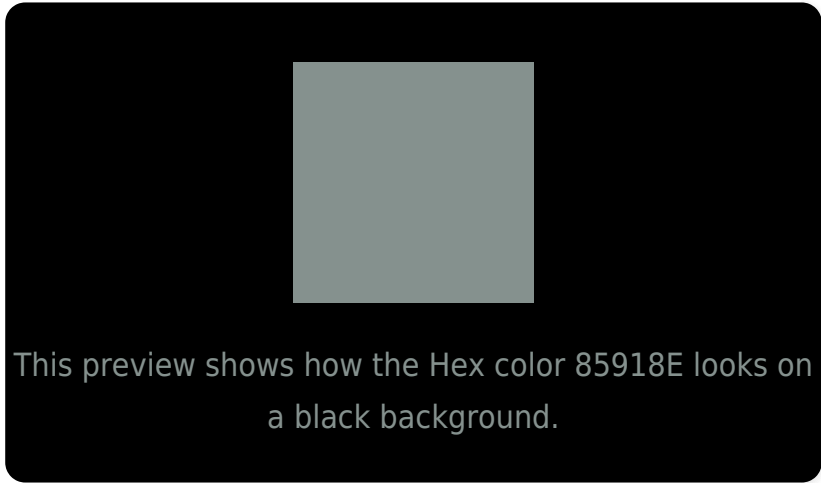 This preview shows how the Hex color 85918E looks on
a black background.